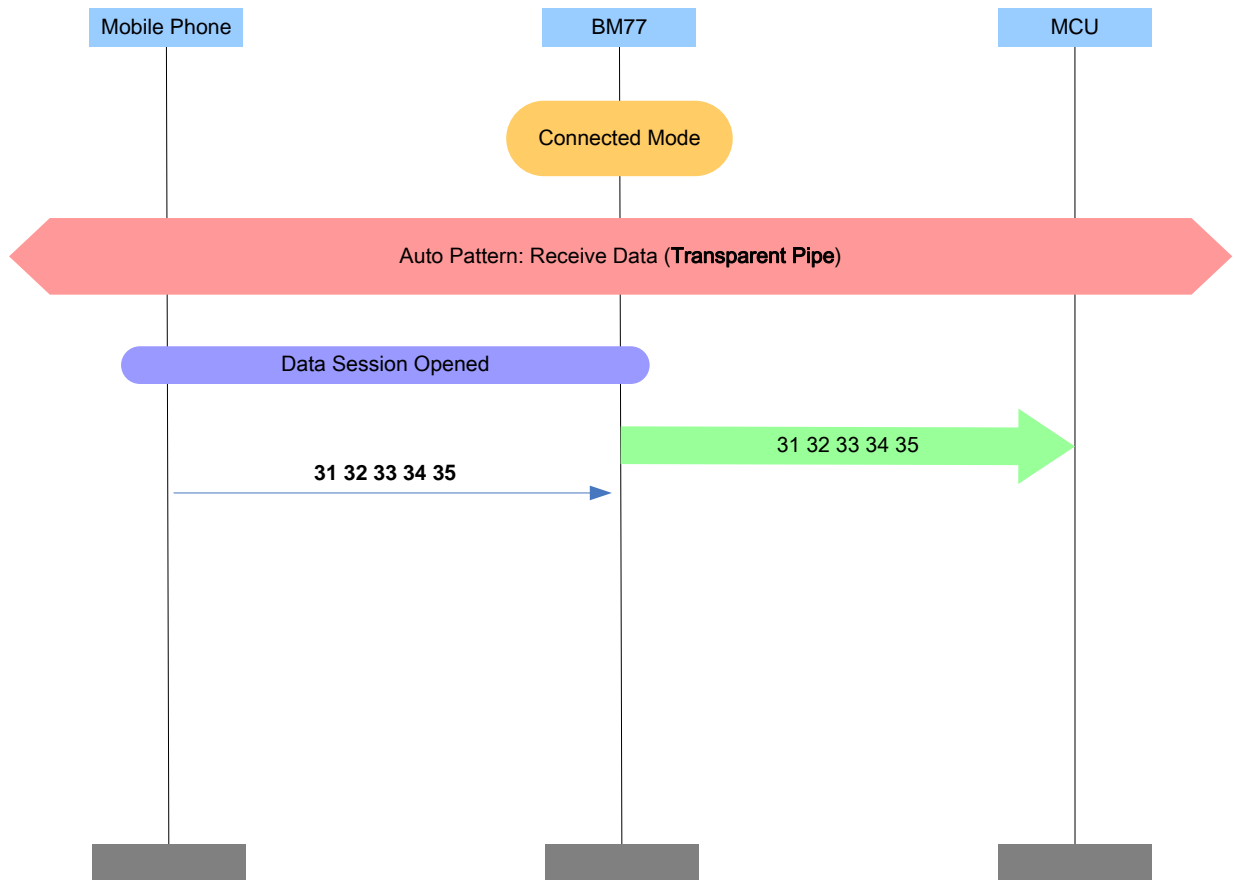 Mobile Phone
BM77
MCU
Connected Mode
Auto Pattern: Receive Data (Transparent Pipe)
Data Session Opened
31 32 33 34 35
31 32 33 34 35